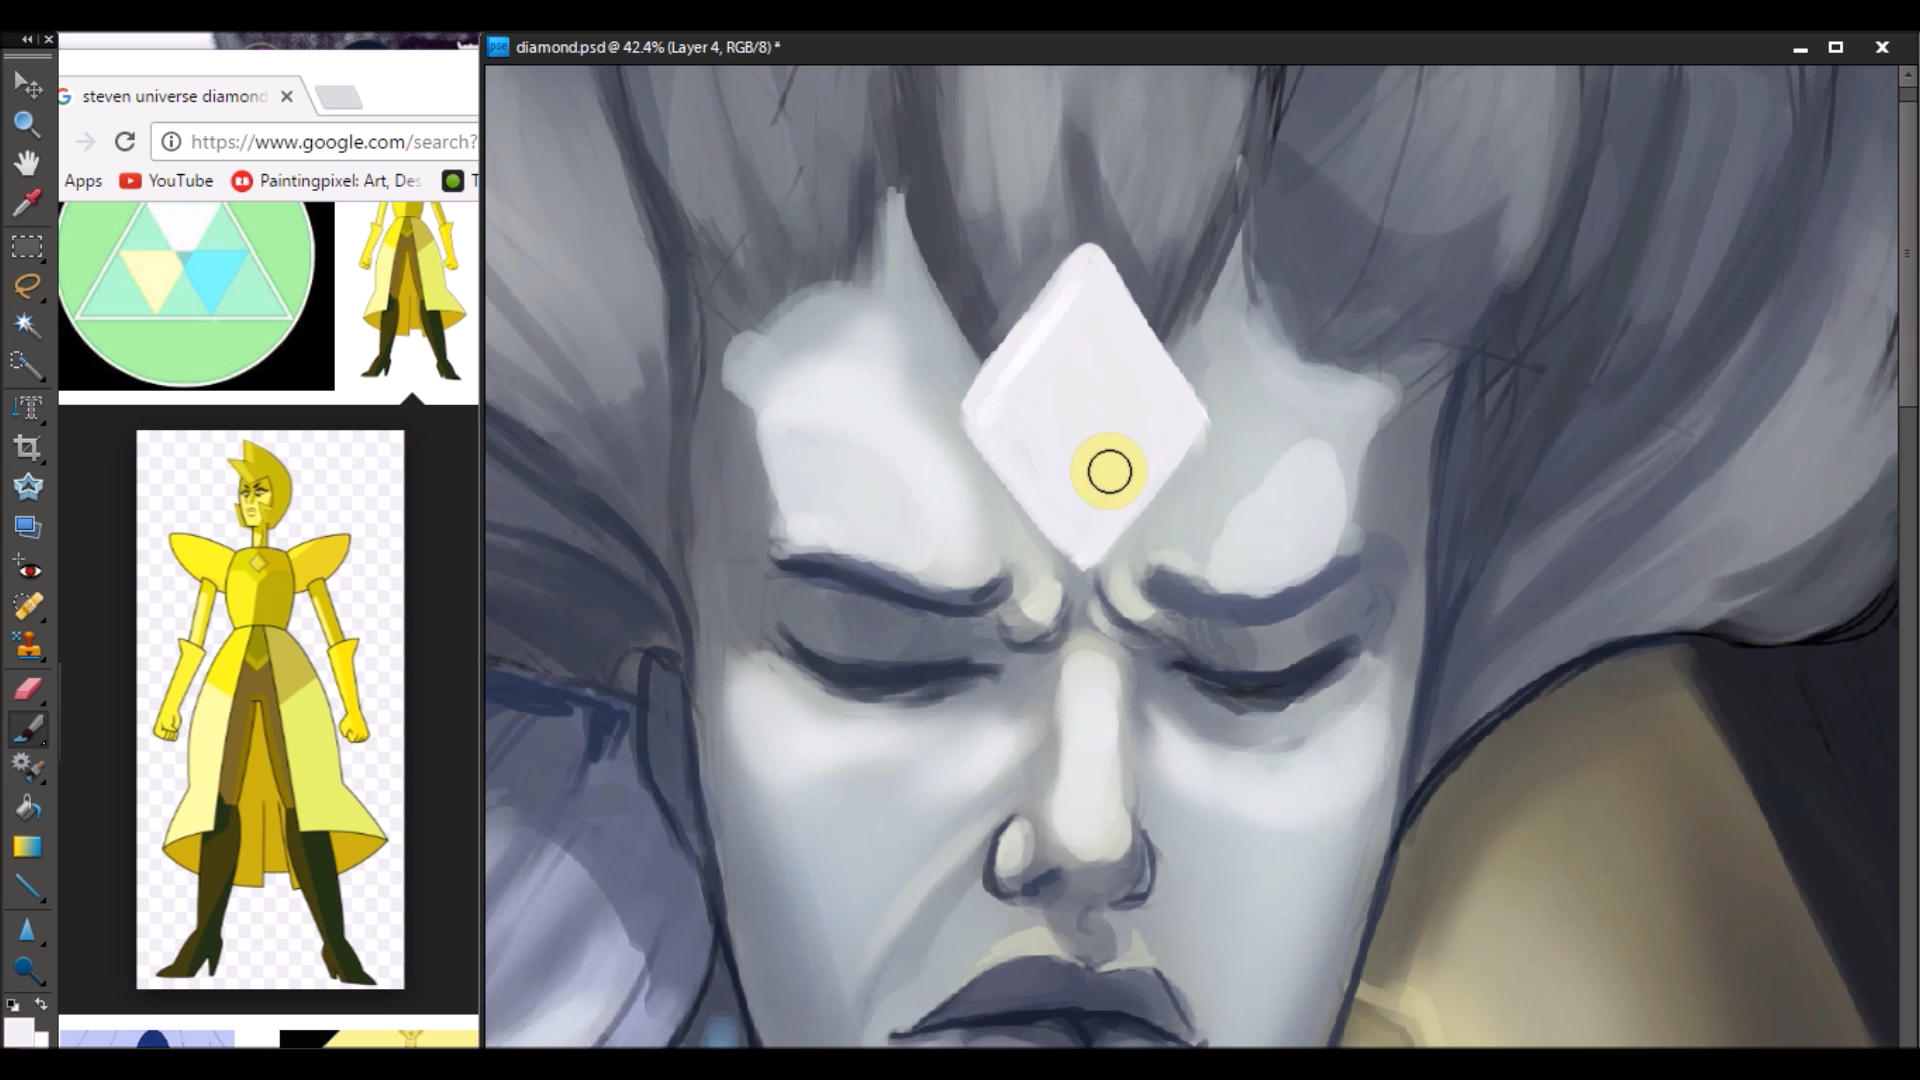 diamond.psd @ 42.4% (Layer 4, RGB/8) *
steven universe diamond
https://www.google.com/search?
Apps YouTube Paintingpixel: Art, Des T
pse